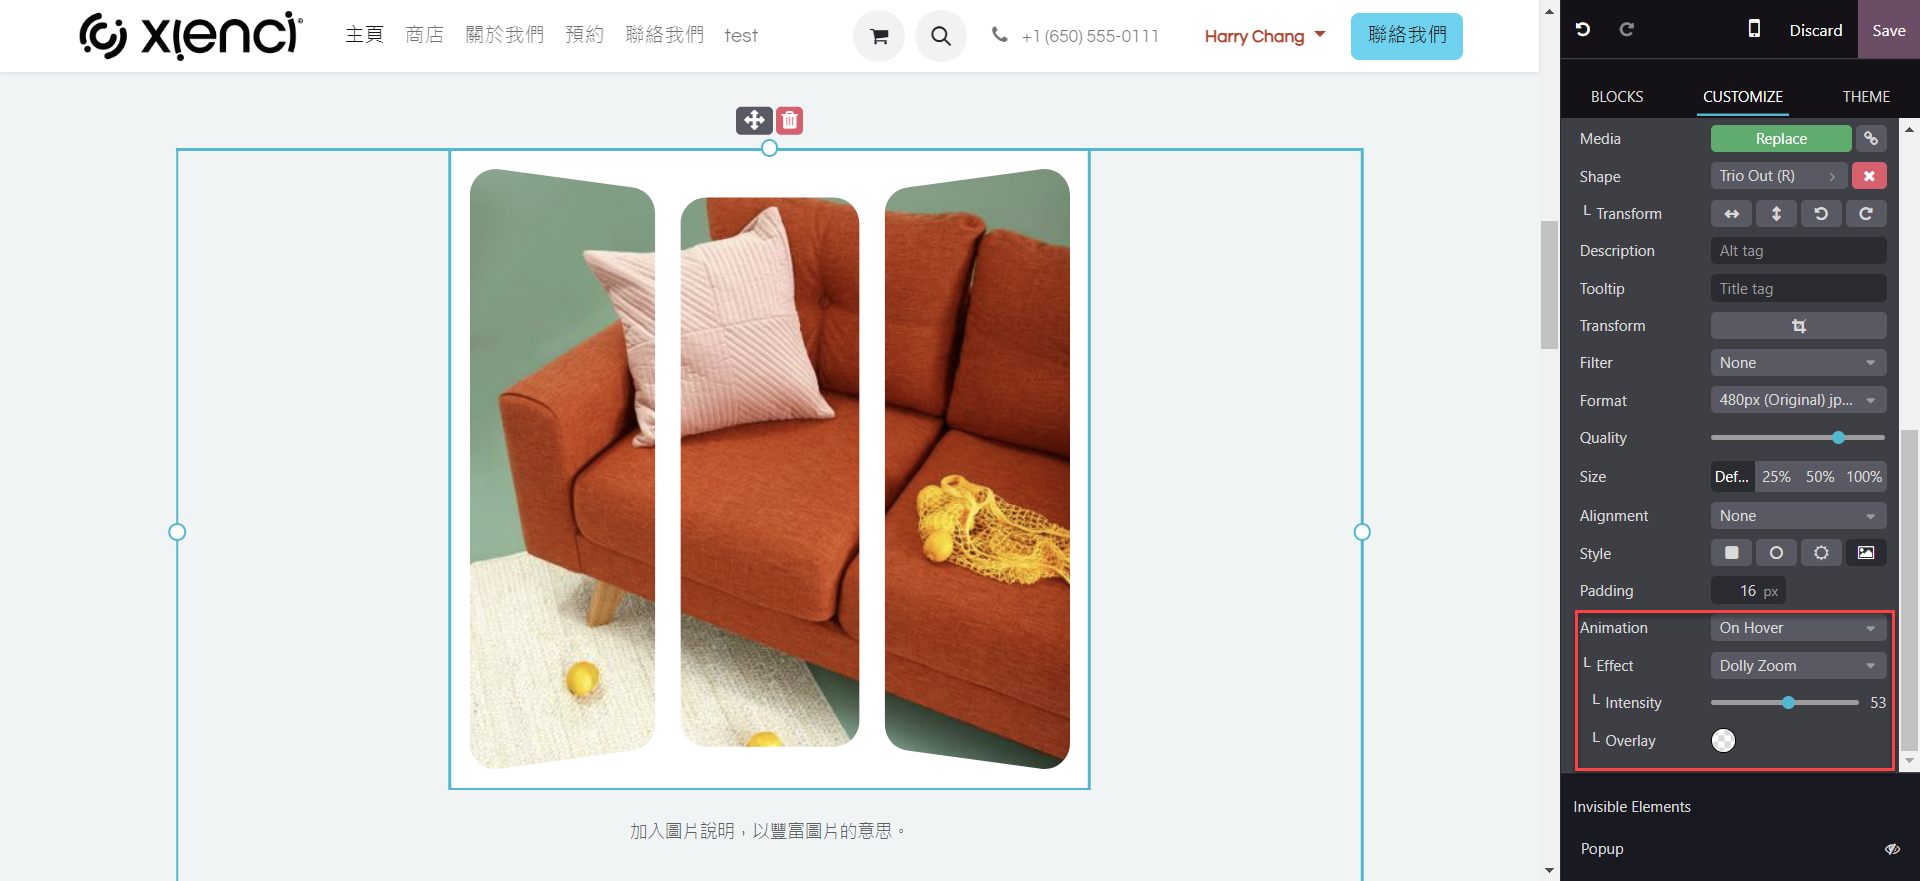 xienci
主頁 商店 關於我們 預約 聯絡我們 test
+1 (650) 555-0111
Harry Chang
聯絡我們
Discard
Save
BLOCKS CUSTOMIZE THEME
Media Replace
Shape Trio Out (R)
Transform
Description Alt tag
Tooltip Title tag
Transform
Filter None
Format 480px (Original) jp...
Quality
Size Def... 25% 50% 100%
Alignment None
Style
Padding 16 px
Animation On Hover
Effect Dolly Zoom
Intensity 53
Overlay
加入圖片說明，以豐富圖片的意思。
Invisible Elements
Popup